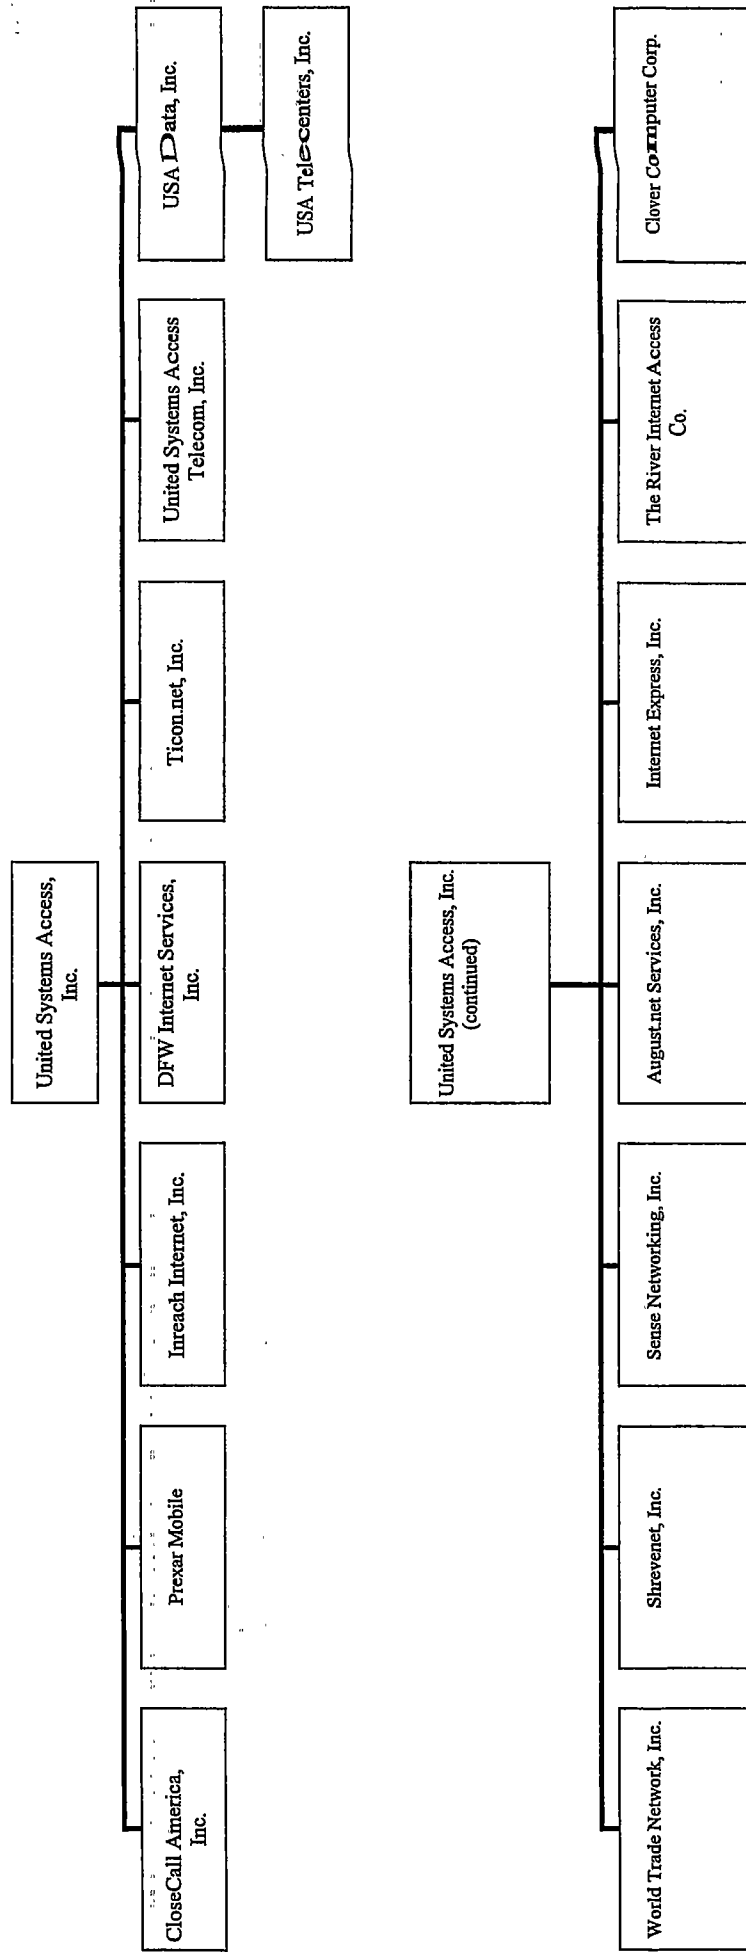 United Systems Access,
Inc.
CloseCall America,
Inc.
Prexar Mobile
Inreach Internet, Inc.
DFW Internet Services,
Inc.
Ticon.net, Inc.
United Systems Access
Telecom, Inc.
USA Data, Inc.
USA Telecenters, Inc.
United Systems Access, Inc.
(continued)
World Trade Network, Inc.
Shrevenet, Inc.
Sense Networking, Inc.
August.net Services, Inc.
Internet Express, Inc.
The River Internet Access
Co.
Clover Computer Corp.